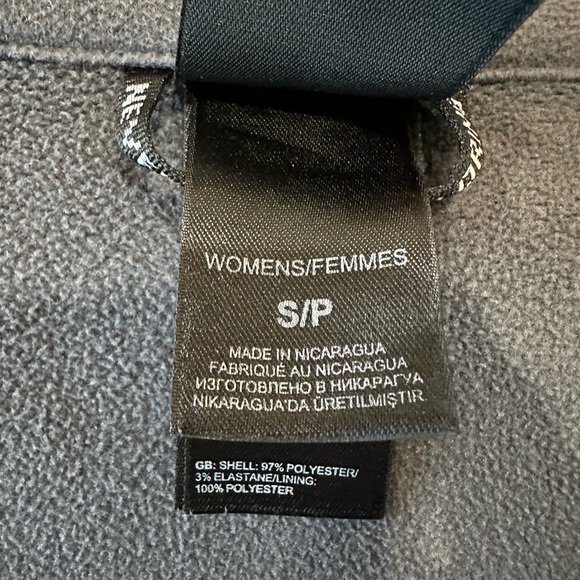 WOMENS/FEMMES
S/P
MADE IN NICARAGUA
FABRIQUÉ AU NICARAGUA
ИЗГОТОВЛЕНО В НИКАРАГУА
NIKARAGUA'DA ÜRETILMIŞTIR
GB: SHELL: 97% POLYESTER/
3% ELASTANE/LINING:
100% POLYESTER